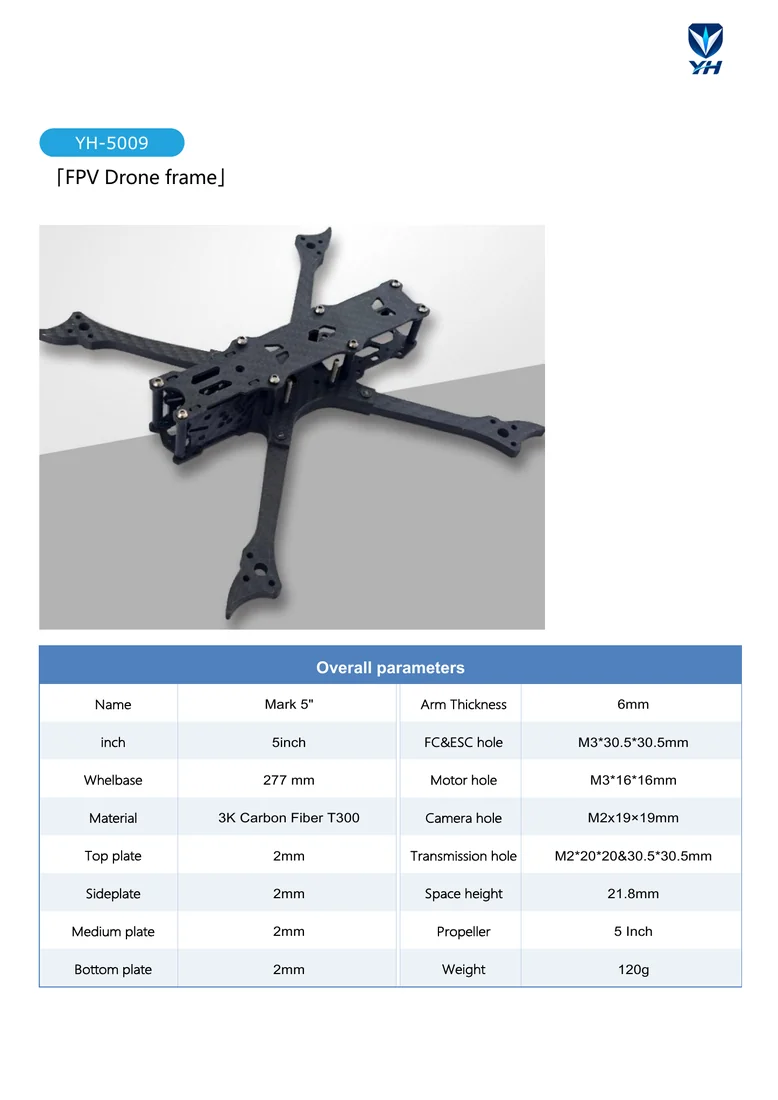 YH
YH-5009
「FPV Drone frame」
Overall parameters
Name Mark 5" Arm Thickness 6mm
inch 5inch FC&ESC hole M3*30.5*30.5mm
Whelbase 277 mm Motor hole M3*16*16mm
Material 3K Carbon Fiber T300 Camera hole M2x19×19mm
Top plate 2mm Transmission hole M2*20*20&30.5*30.5mm
Sideplate 2mm Space height 21.8mm
Medium plate 2mm Propeller 5 Inch
Bottom plate 2mm Weight 120g